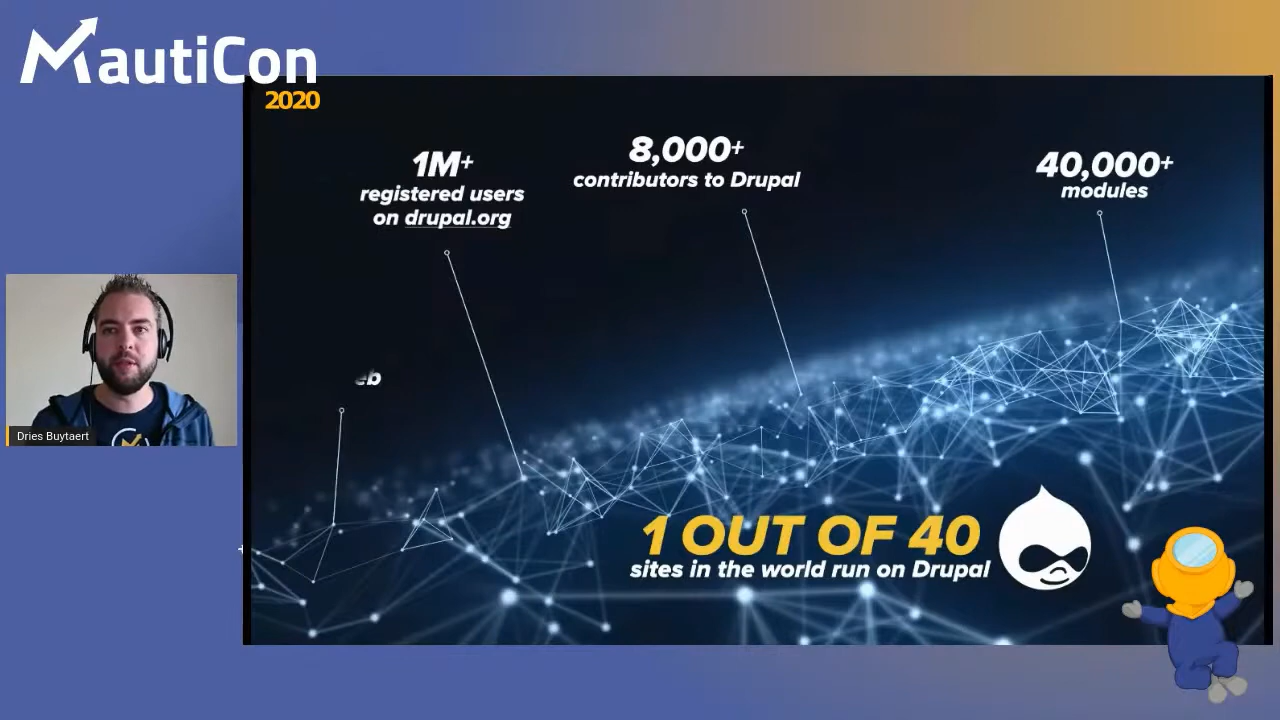 MautiCon
2020
1M+
registered users
on drupal.org
8,000+
contributors to Drupal
40,000+
modules
eb
1 OUT OF 40
sites in the world run on Drupal
Dries Buytaert